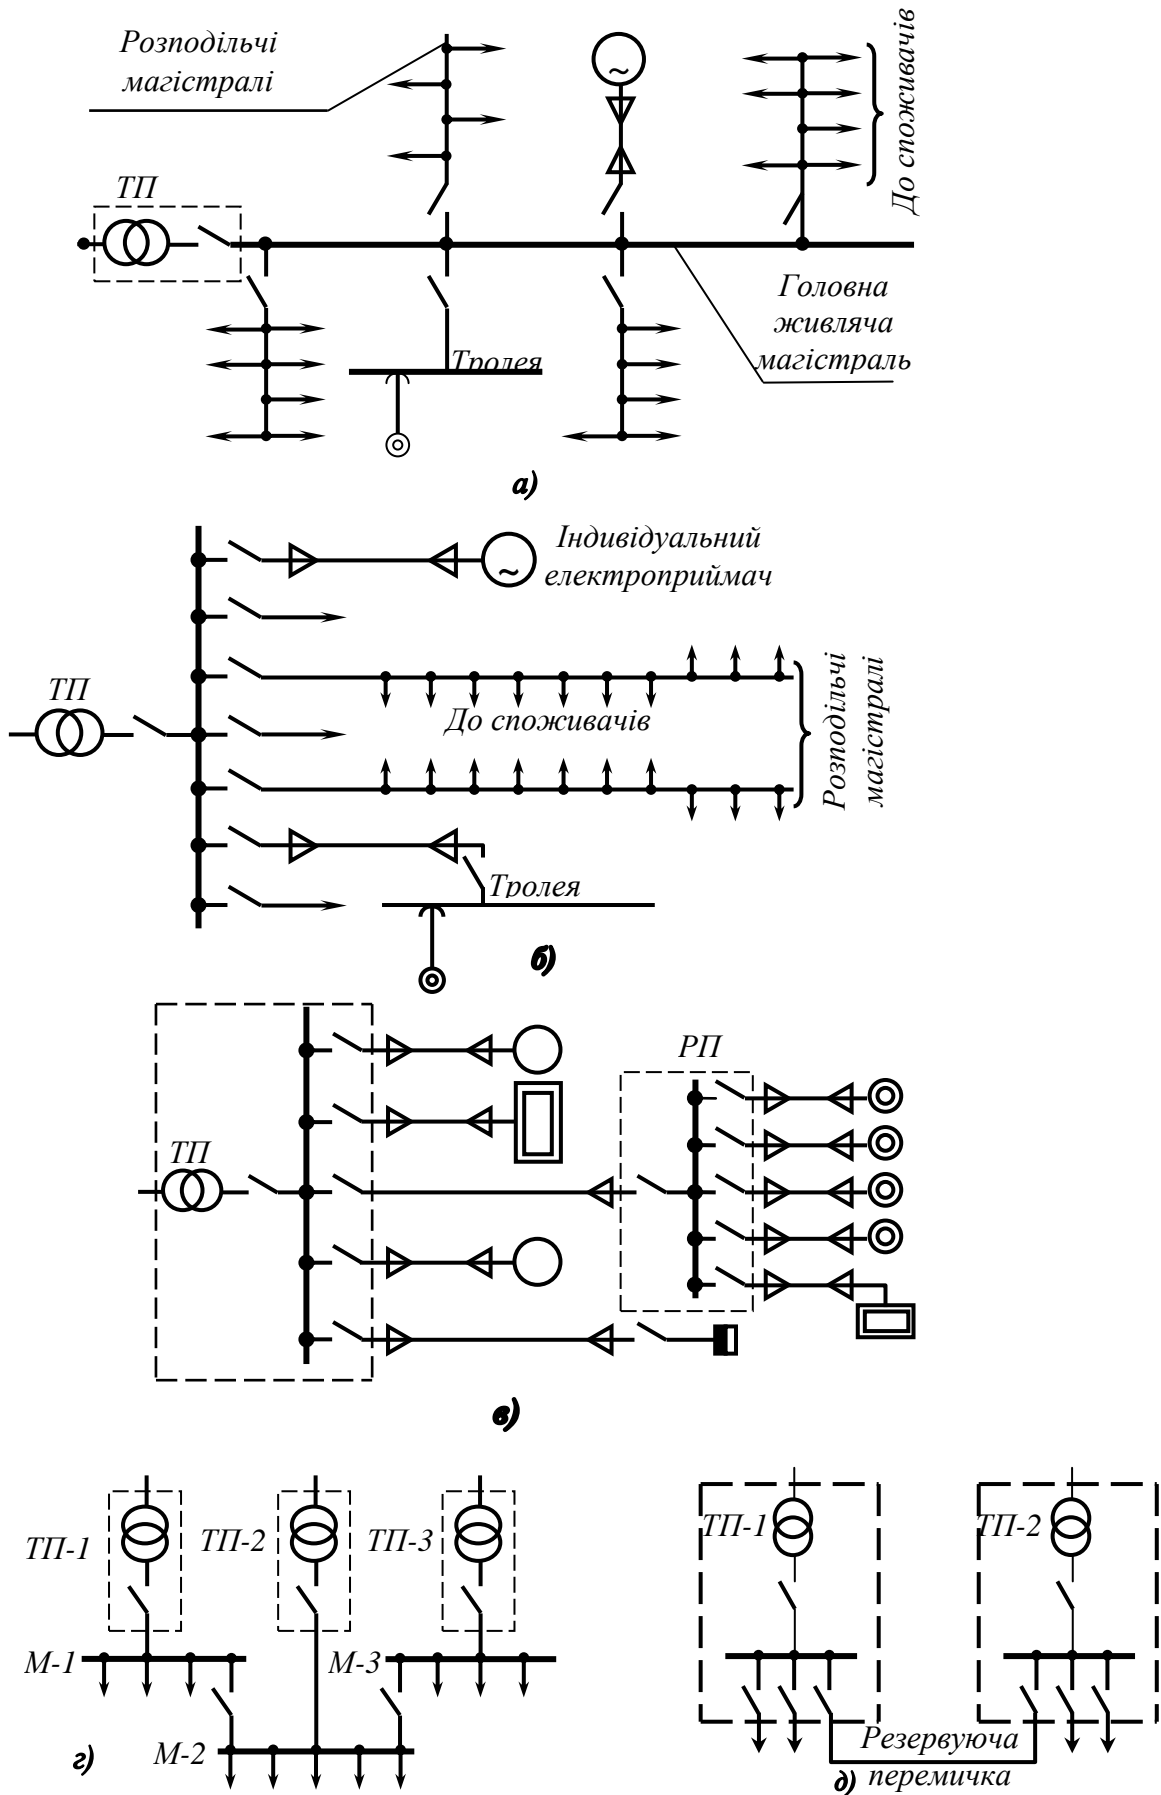 Розподільчі
магістралі
До споживачів
ТП
~
Головна
живляча
магістраль
Тролея
а)
Індивідуальний
електроприймач
~
ТП
До споживачів
Розподільчі
магістралі
Тролея
б)
РП
ТП
в)
ТП-1
ТП-2
ТП-3
М-1
М-3
М-2
г)
ТП-1
ТП-2
Резервуюча
перемичка
д)